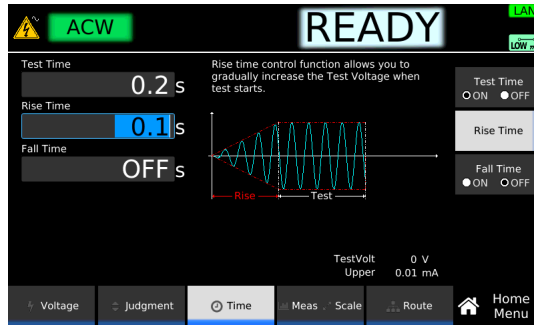 ACW
READY
LAN
LOW
Test Time
0.2 s
Rise Time
0.1 s
Fall Time
OFF s
Rise time control function allows you to
gradually increase the Test Voltage when
test starts.
Rise
Test
TestVolt 0 V
Upper 0.01 mA
Test Time
ON OFF
Rise Time
Fall Time
ON OFF
Voltage
Judgment
Time
Meas Scale
Route
Home
Menu